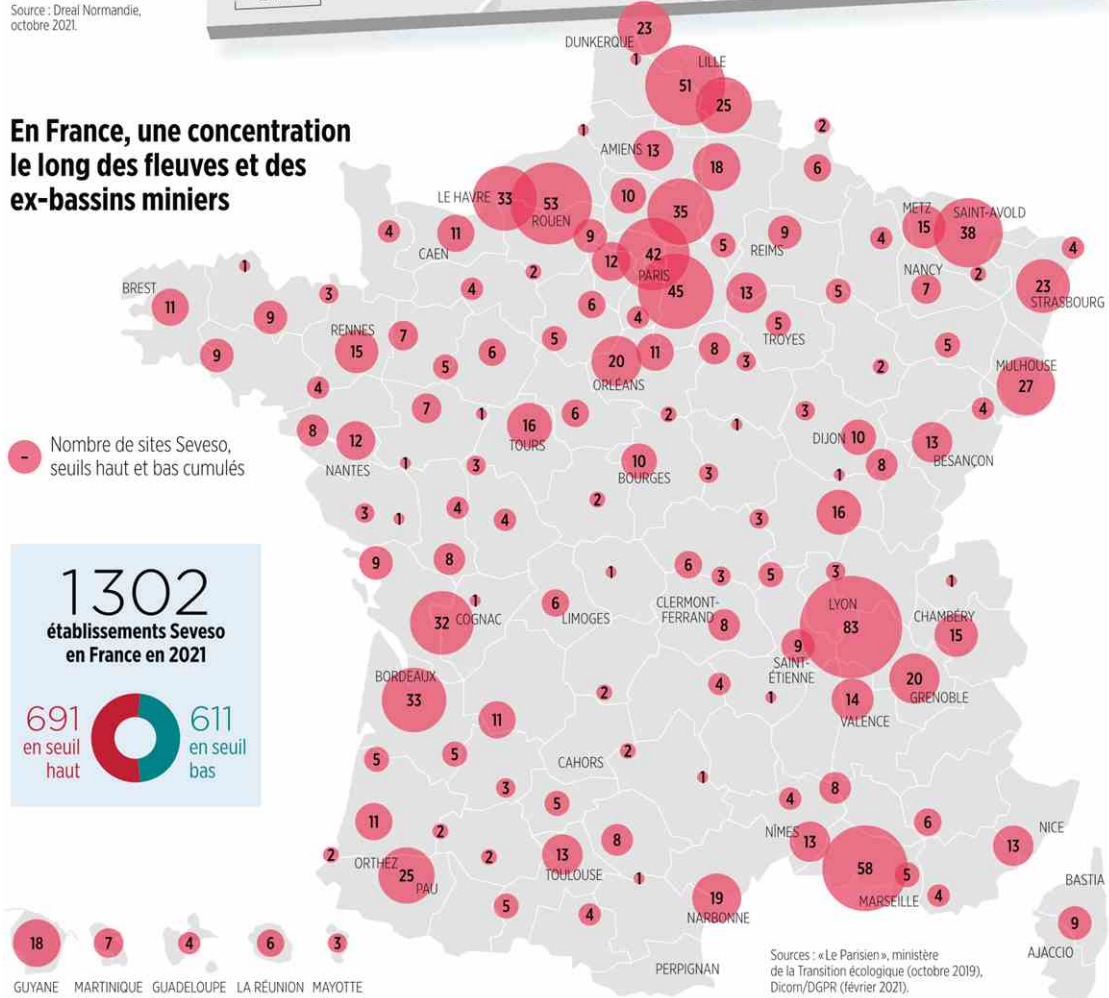 Source : Dreal Normandie,
octobre 2021.
En France, une concentration
le long des fleuves et des
ex-bassins miniers
23
DUNKERQUE
1
LILLE
51
25
1
2
AMIENS 13
18
6
LE HAVRE 33
53
ROUEN
10
35
METZ
15
SAINT-AVOLD
38
4
11
CAEN
9
12
42
PARIS
5
9
REIMS
4
4
1
3
4
2
45
13
5
NANCY
7
2
23
STRASBOURG
BREST
11
9
6
4
5
TROYES
9
RENNES
15
7
5
6
5
20
ORLÉANS
11
8
3
2
5
MULHOUSE
27
4
4
8
12
NANTES
7
1
16
TOURS
6
2
1
3
DIJON 10
8
13
BESANÇON
– Nombre de sites Seveso,
seuils haut et bas cumulés
1
3
10
BOURGES
3
1
3
1
4
4
2
3
16
9
8
1
6
3
5
3
1
1302
établissements Seveso
en France en 2021
691
en seuil
haut
611
en seuil
bas
32
1
COGNAC
6
LIMOGES
CLERMONT-
FERRAND
8
LYON
83
CHAMBÉRY
15
9
SAINT-
ÉTIENNE
BORDEAUX
33
11
2
4
1
14
VALENCE
20
GRENOBLE
5
5
CAHORS
2
1
3
5
4
8
6
11
2
2
2
8
NÎMES
13
NICE
13
2
ORTHEZ
25
PAU
13
TOULOUSE
1
58
5
MARSEILLE
4
5
4
19
NARBONNE
PERPIGNAN
BASTIA
9
AJACCIO
18
7
4
6
3
GUYANE
MARTINIQUE
GUADELOUPE
LA RÉUNION
MAYOTTE
Sources : « Le Parisien », ministère
de la Transition écologique (octobre 2019),
Dicom/DGPR (février 2021).